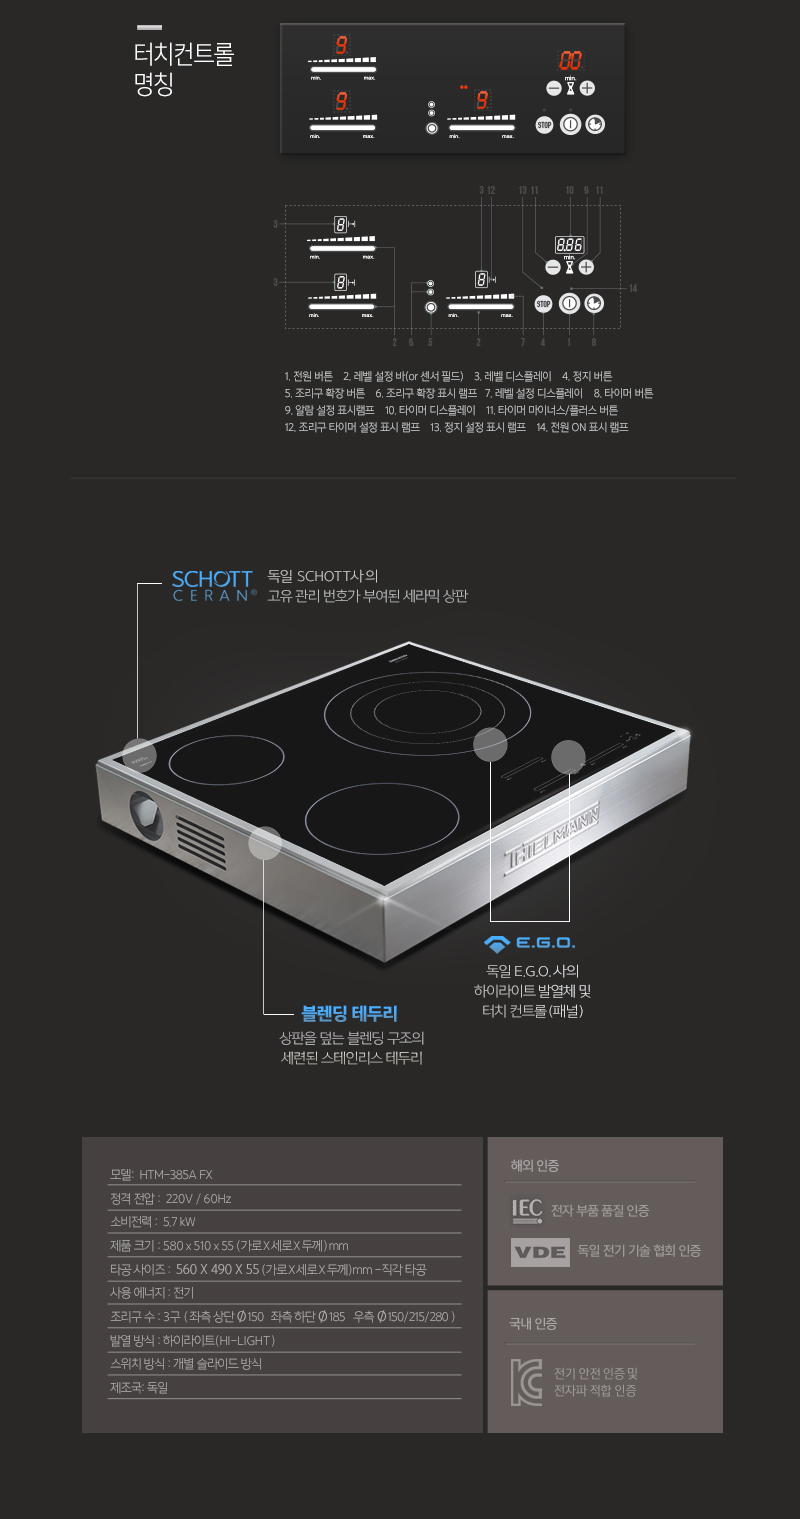 터치컨트롤
명칭
min. max.
min. max.
min. max.
min.
STOP
3 12 13 11 10 9 11
3
min. max.
3
min. max.
min. max.
min.
STOP
14
2 6 5 2 7 4 1 8
1. 전원 버튼 2. 레벨 설정 바(or 센서 필드) 3. 레벨 디스플레이 4. 정지 버튼
5. 조리구 확장 버튼 6. 조리구 확장 표시 램프 7. 레벨 설정 디스플레이 8. 타이머 버튼
9. 알람 설정 표시램프 10. 타이머 디스플레이 11. 타이머 마이너스/플러스 버튼
12. 조리구 타이머 설정 표시 램프 13. 정지 설정 표시 램프 14. 전원 ON 표시 램프
SCHOTT
CERAN®
독일 SCHOTT사의
고유 관리 번호가 부여된 세라믹 상판
THIELMANN
E.G.O.
독일 E.G.O.사의
하이라이트 발열체 및
터치 컨트롤(패널)
블렌딩 테두리
상판을 덮는 블렌딩 구조의
세련된 스테인리스 테두리
모델: HTM-385A FX
정격 전압 : 220V / 60Hz
소비전력 : 5.7 kW
제품 크기 : 580 x 510 x 55 (가로X세로X두께)mm
타공 사이즈 : 560 X 490 X 55 (가로X세로X두께)mm -직각 타공
사용 에너지 : 전기
조리구 수 : 3구 ( 좌측 상단 Ø150 좌측 하단 Ø185 우측 Ø150/215/280 )
발열 방식 : 하이라이트(HI-LIGHT)
스위치 방식 : 개별 슬라이드 방식
제조국: 독일
해외 인증
IEC 전자 부품 품질 인증
VDE 독일 전기 기술 협회 인증
국내 인증
전기 안전 인증 및
전자파 적합 인증